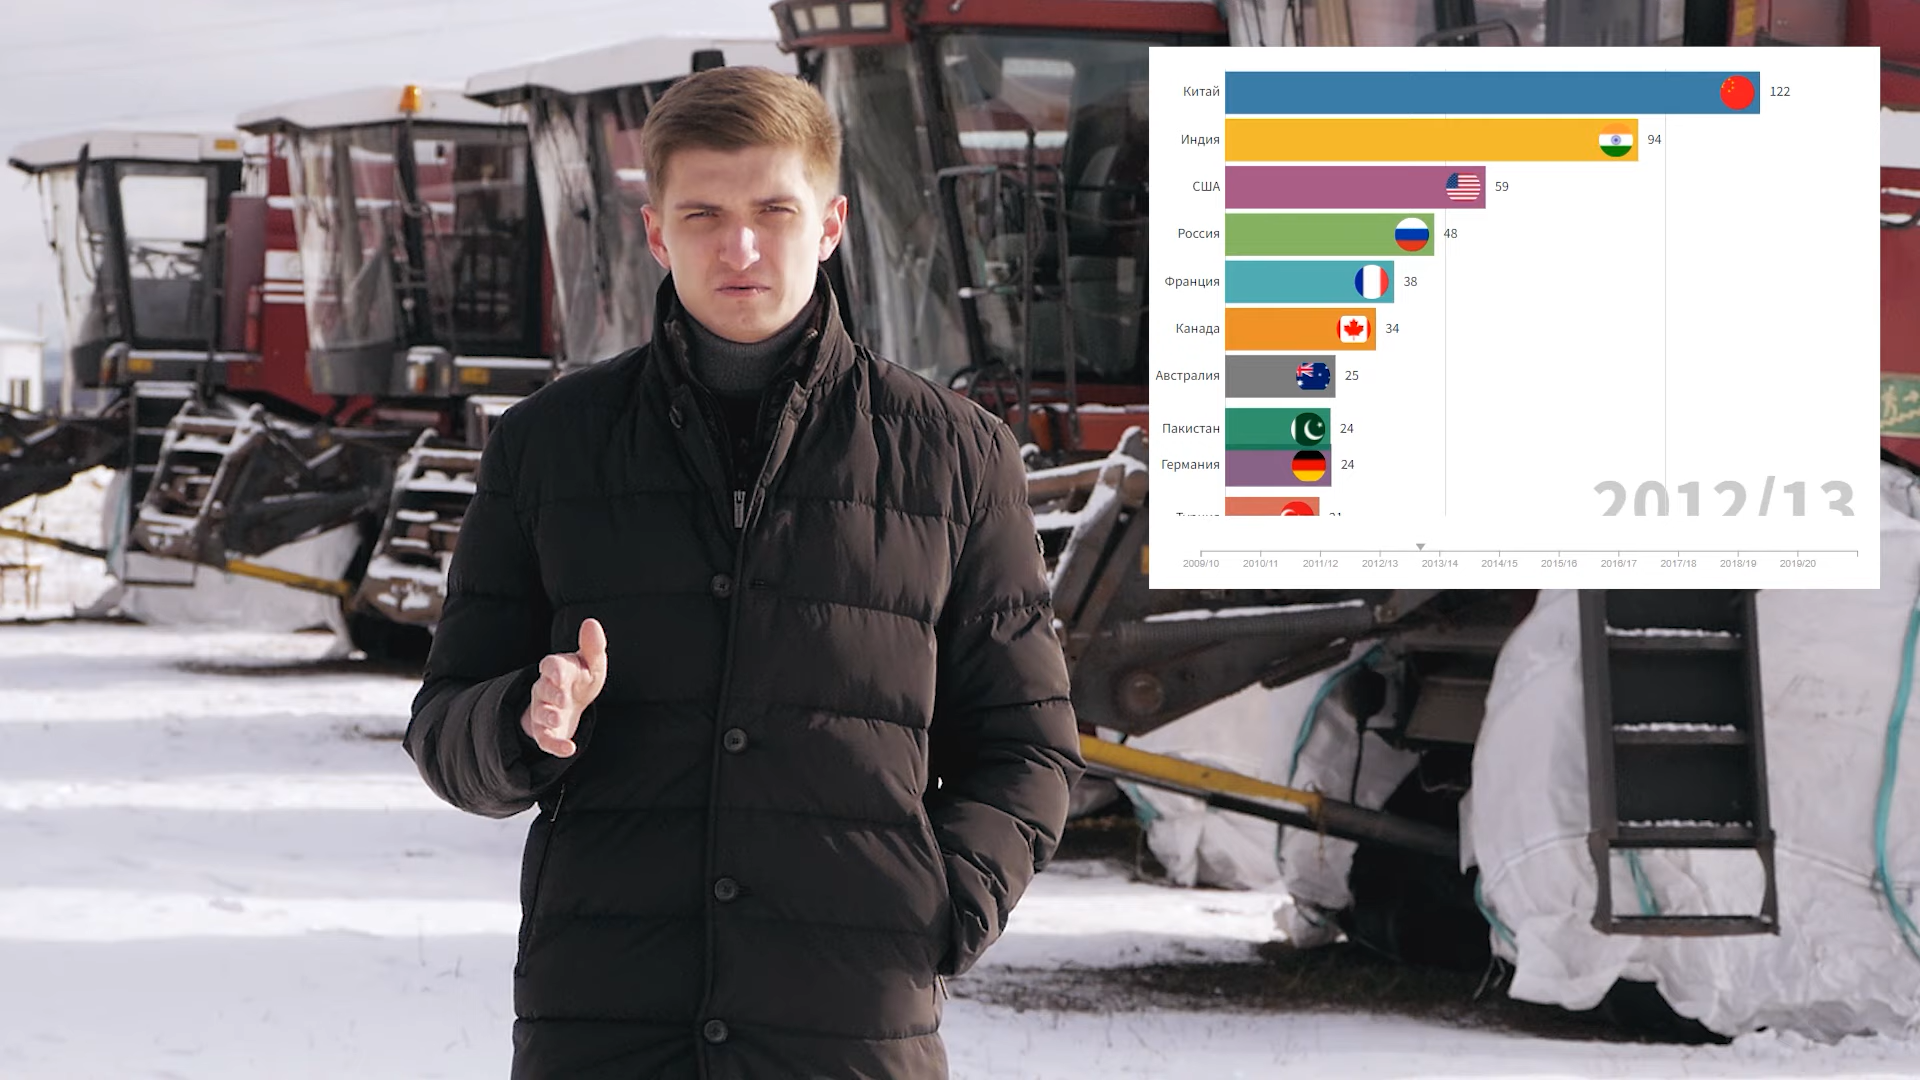 Китай 122
Индия 94
США 59
Россия 48
Франция 38
Канада 34
Австралия 25
Пакистан 24
Германия 24
2012/13
2009/10 2010/11 2011/12 2012/13 2013/14 2014/15 2015/16 2016/17 2017/18 2018/19 2019/20